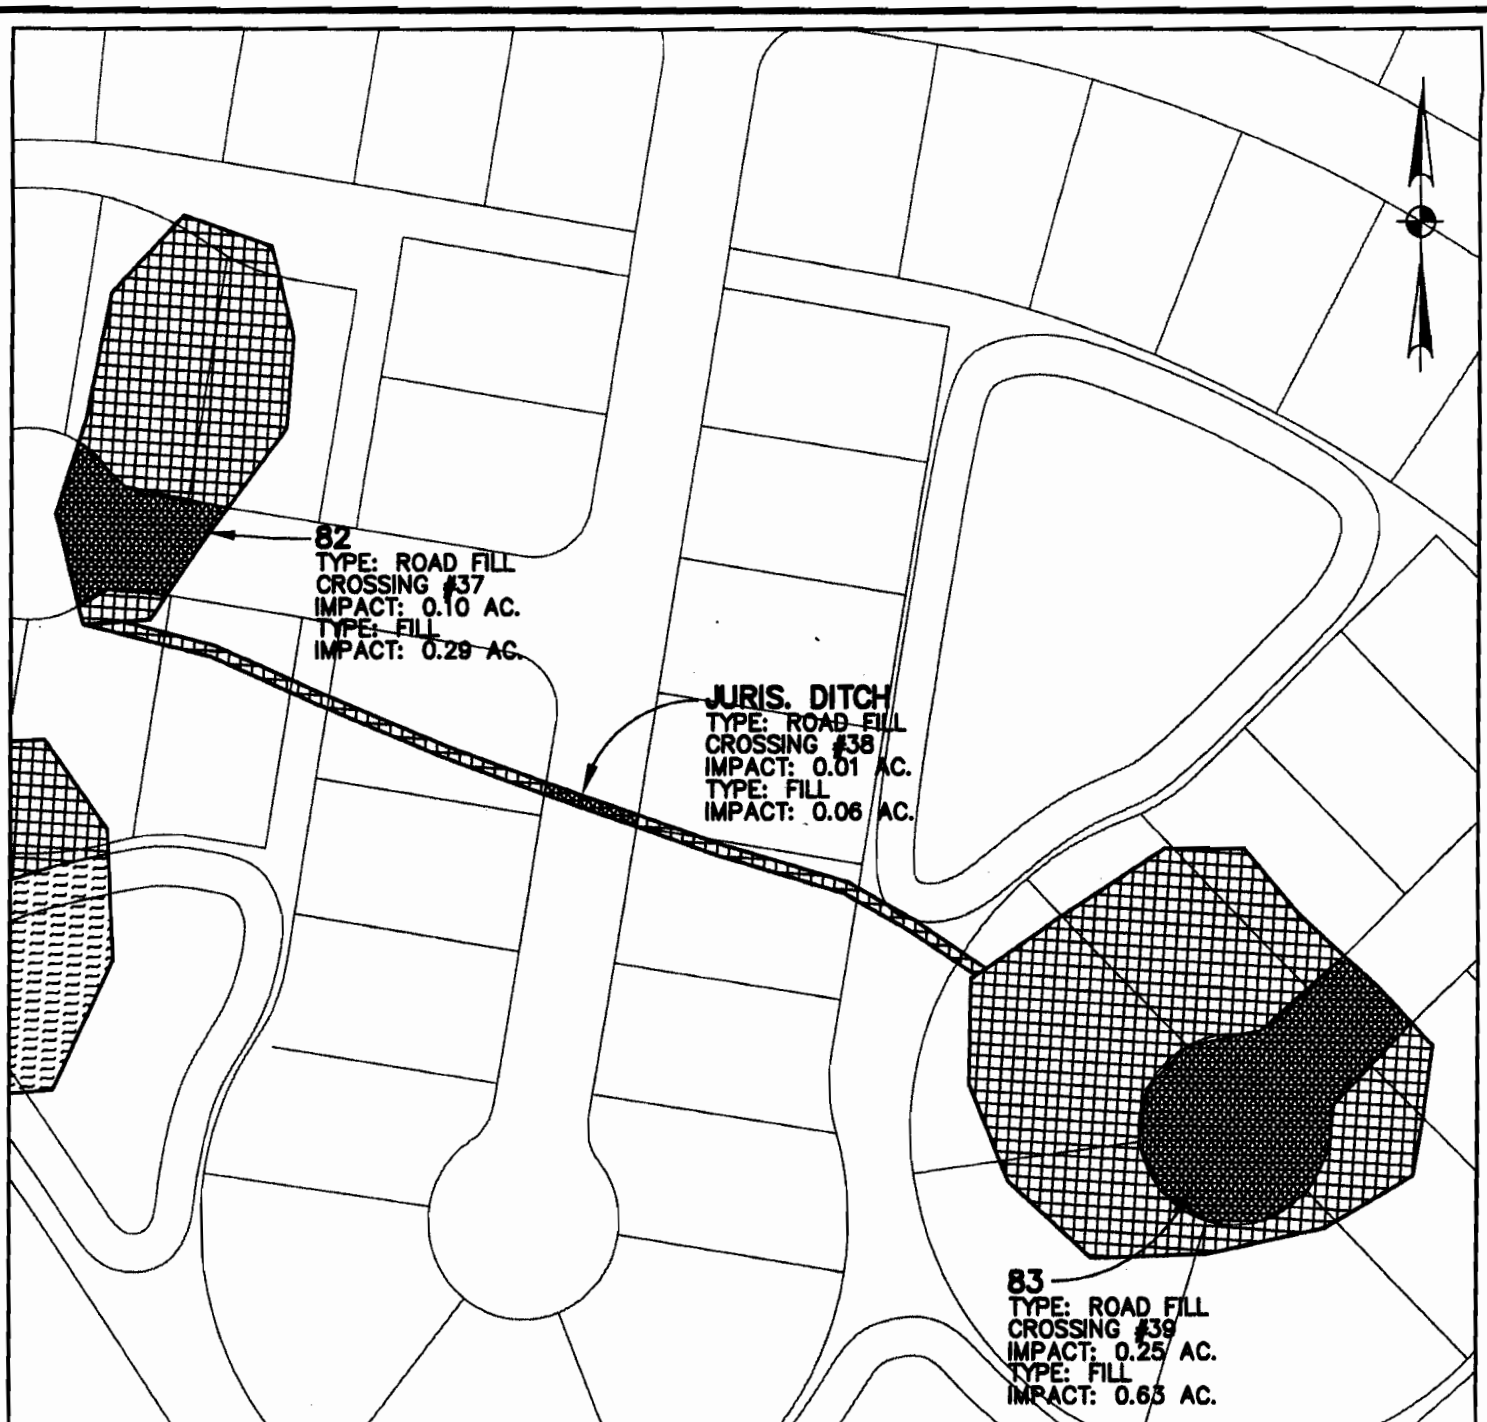 82
TYPE: ROAD FILL
CROSSING #37
IMPACT: 0.10 AC.
TYPE: FILL
IMPACT: 0.29 AC.
JURIS. DITCH
TYPE: ROAD FILL
CROSSING #38
IMPACT: 0.01 AC.
TYPE: FILL
IMPACT: 0.06 AC.
83
TYPE: ROAD FILL
CROSSING #39
IMPACT: 0.25 AC.
TYPE: FILL
IMPACT: 0.63 AC.